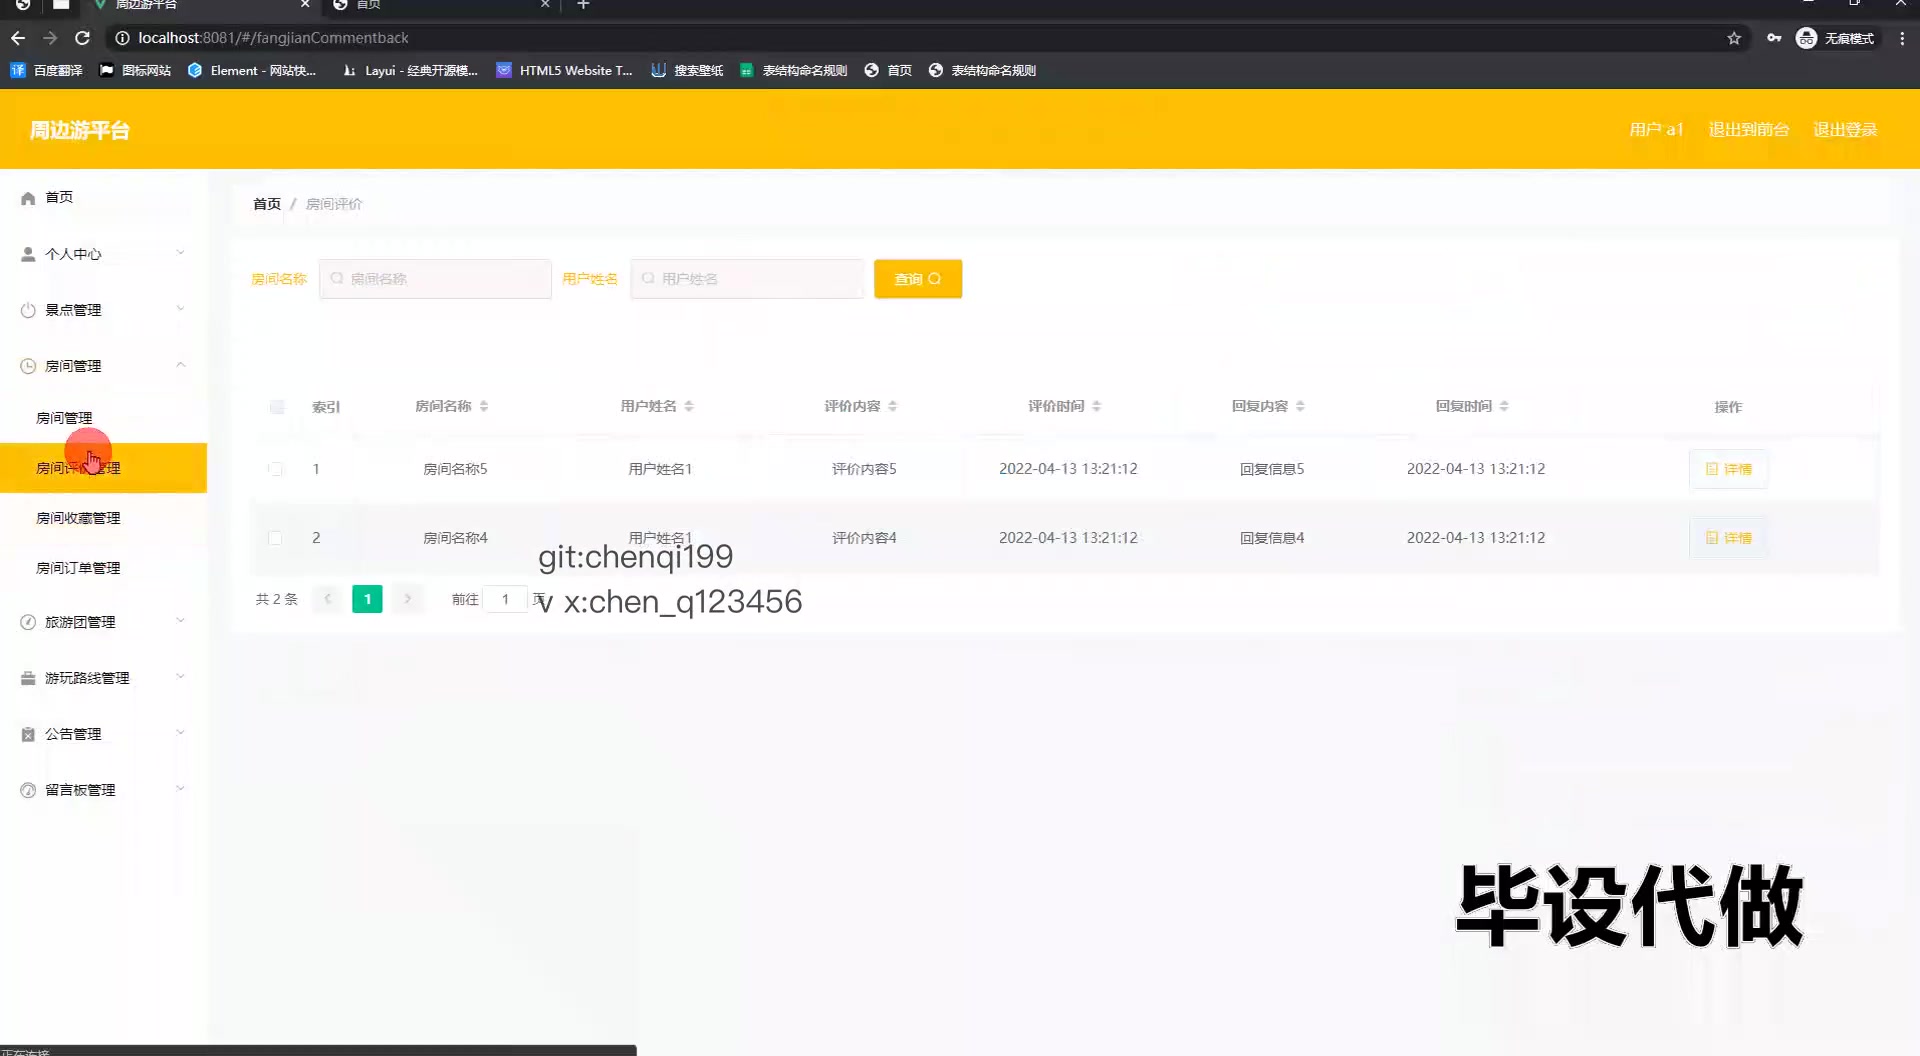 周边游平台
首页
localhost:8081/#/fangjianCommentback
无痕模式
百度翻译 图标网站 Element - 网站快... Layui - 经典开源模... HTML5 Website T... 搜索壁纸 表结构命名规则 首页 表结构命名规则
周边游平台
用户 a1 退出到前台 退出登录
首页
个人中心
景点管理
房间管理
房间管理
房间评价管理
房间收藏管理
房间订单管理
旅游团管理
游玩路线管理
公告管理
留言板管理
首页 / 房间评价
房间名称 房间名称 用户姓名 用户姓名 查询
索引 房间名称 用户姓名 评价内容 评价时间 回复内容 回复时间 操作
1 房间名称5 用户姓名1 评价内容5 2022-04-13 13:21:12 回复信息5 2022-04-13 13:21:12 详情
2 房间名称4 用户姓名1 评价内容4 2022-04-13 13:21:12 回复信息4 2022-04-13 13:21:12 详情
共 2 条 1 前往 1 页
git:chenqi199
v x:chen_q123456
毕设代做